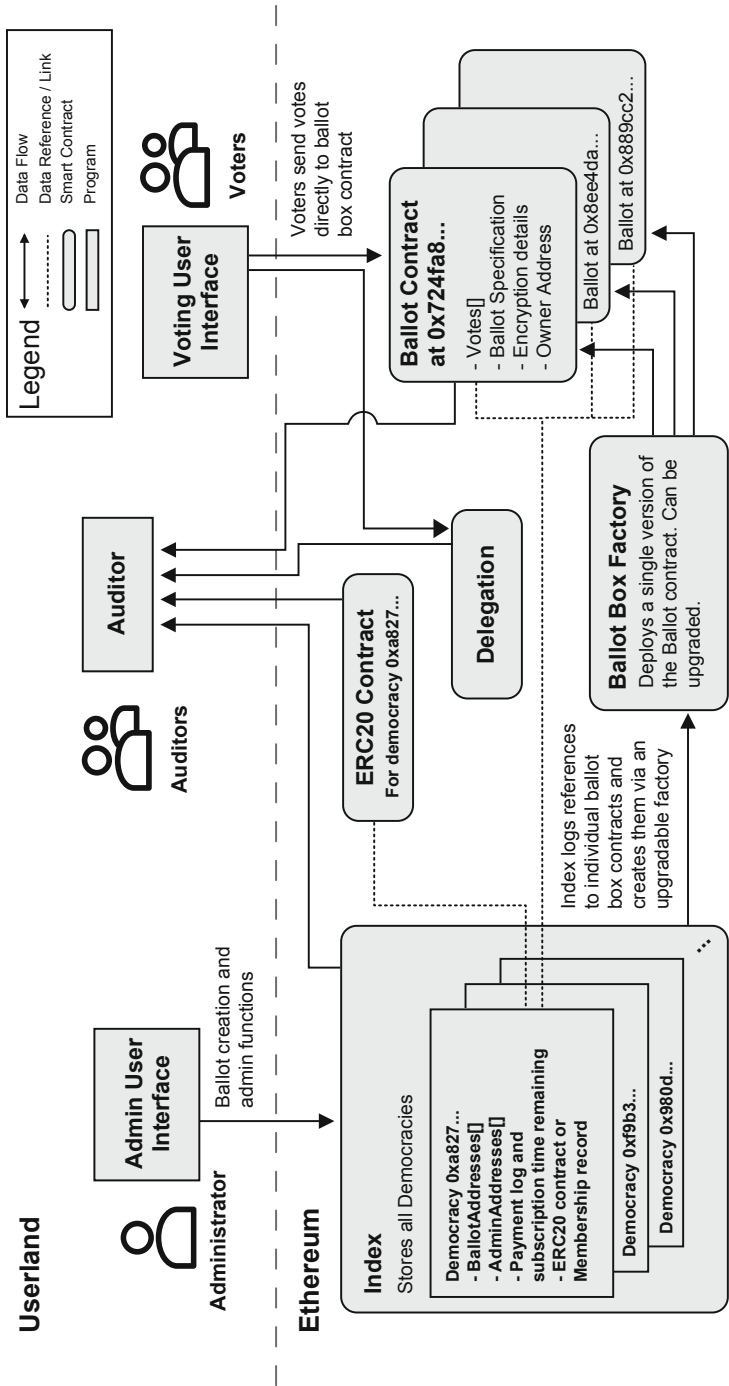 Userland
Administrator
Admin User
Interface
Ballot creation and
admin functions
Auditors
Auditor
Voting User
Interface
Voters
Voters send votes
directly to ballot
box contract
Legend
Data Flow
Data Reference / Link
Smart Contract
Program
Ethereum
Index
Stores all Democracies
Democracy 0xa827...
- BallotAddresses[]
- AdminAddresses[]
- Payment log and
subscription time remaining
- ERC20 contract or
Membership record
Democracy 0xf9b3...
Democracy 0x980d...
...
ERC20 Contract
For democracy 0xa827...
Delegation
Ballot Contract
at 0x724fa8...
- Votes[]
- Ballot Specification
- Encryption details
- Owner Address
Ballot at 0x8ee4da...
Ballot at 0x889cc2...
Index logs references
to individual ballot
box contracts and
creates them via an
upgradable factory
Ballot Box Factory
Deploys a single version of
the Ballot contract. Can be
upgraded.